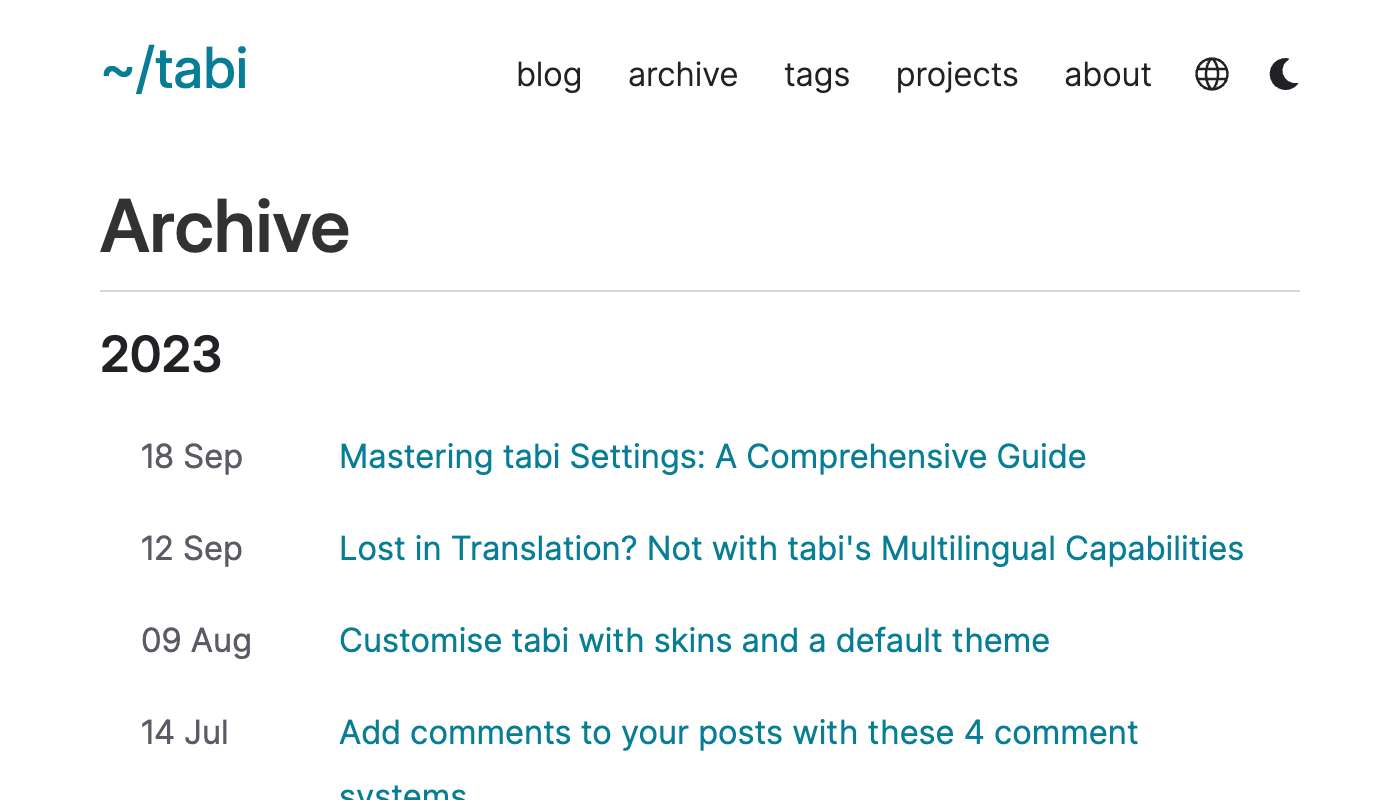 ~/tabi
blog archive tags projects about
Archive
2023
18 Sep Mastering tabi Settings: A Comprehensive Guide
12 Sep Lost in Translation? Not with tabi's Multilingual Capabilities
09 Aug Customise tabi with skins and a default theme
14 Jul Add comments to your posts with these 4 comment
systems